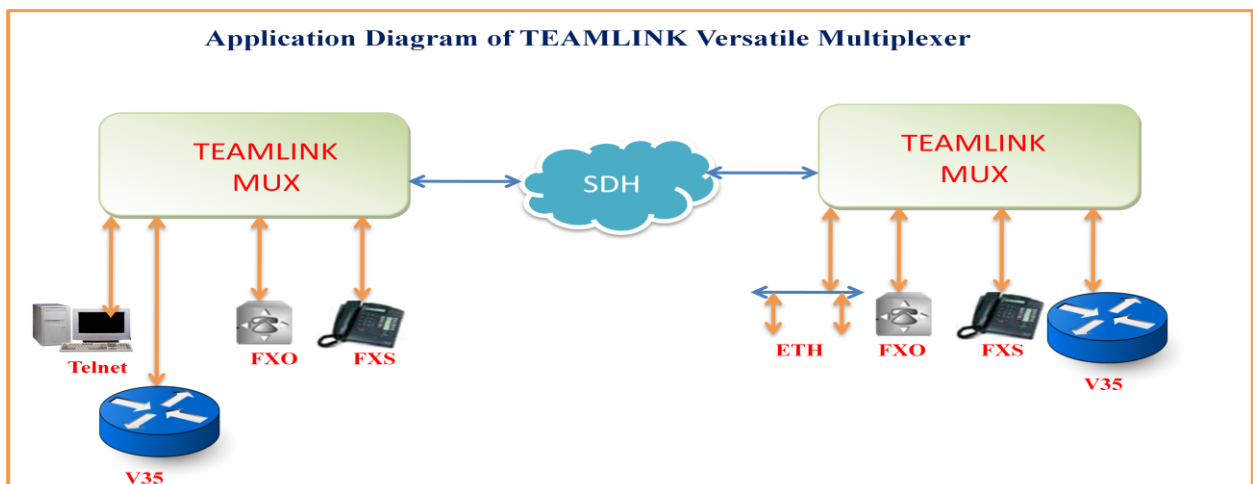 Application Diagram of TEAMLINK Versatile Multiplexer
TEAMLINK
MUX
SDH
TEAMLINK
MUX
Telnet
FXO
FXS
V35
ETH
FXO
FXS
V35